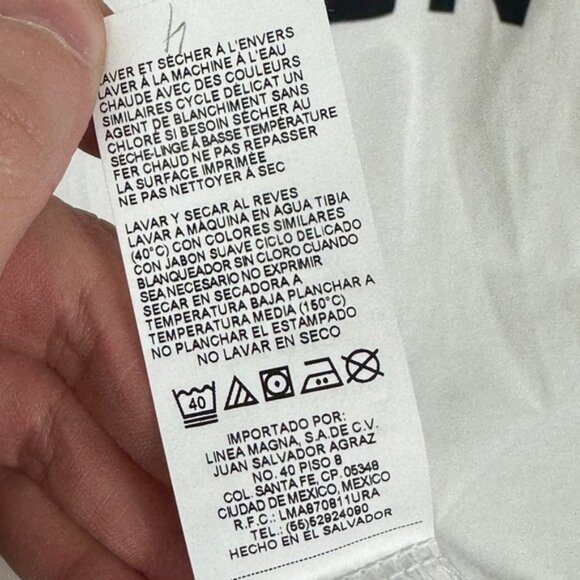 4
LAVER ET SÉCHER À L'ENVERS
LAVER À LA MACHINE À L'EAU
CHAUDE AVEC DES COULEURS
SIMILAIRES CYCLE DÉLICAT UN
AGENT DE BLANCHIMENT SANS
CHLORÉ SI BESOIN SÉCHER AU
SÈCHE-LINGE À BASSE TEMPÉRATURE
FER CHAUD NE PAS REPASSER
LA SURFACE IMPRIMÉE
NE PAS NETTOYER À SEC
LAVAR Y SECAR AL REVES
LAVAR À MÁQUINA EN ÁGUA TIBIA
(40°C) CON COLORES SIMILARES
CON JABON SUAVE CICLO DELICADO
BLANQUEADOR SIN CLORO CUANDO
SEA NECESARIO NO EXPRIMIR
SECAR EN SECADORA A
TEMPERATURA BAJA PLANCHAR A
TEMPERATURA MEDIA (150°C)
NO PLANCHAR EL ESTAMPADO
NO LAVAR EN SECO
40
IMPORTADO POR:
LINEA MAGNA, S.A. DE C.V.
JUAN SALVADOR AGRAZ
NO. 40 PISO 8
COL. SANTA FE, CP. 05348
CIUDAD DE MEXICO, MEXICO
R.F.C.: LMA970811URA
TEL: (55)52924090
HECHO EN EL SALVADOR